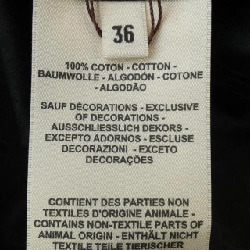 36
100% COTON - COTTON -
BAUMWOLLE - ALGODÓN - COTONE
- ALGODÃO
SAUF DÉCORATIONS - EXCLUSIVE
OF DECORATIONS -
AUSSCHLIESSLICH DEKORS -
EXCEPTO ADORNOS - ESCLUSE
DECORAZIONI - EXCETO
DECORAÇÕES
CONTIENT DES PARTIES NON
TEXTILES D'ORIGINE ANIMALE -
CONTAINS NON-TEXTILE PARTS OF
ANIMAL ORIGIN - ENTHÄLT NICHT
TEXTILE TEILE TIERISCHER